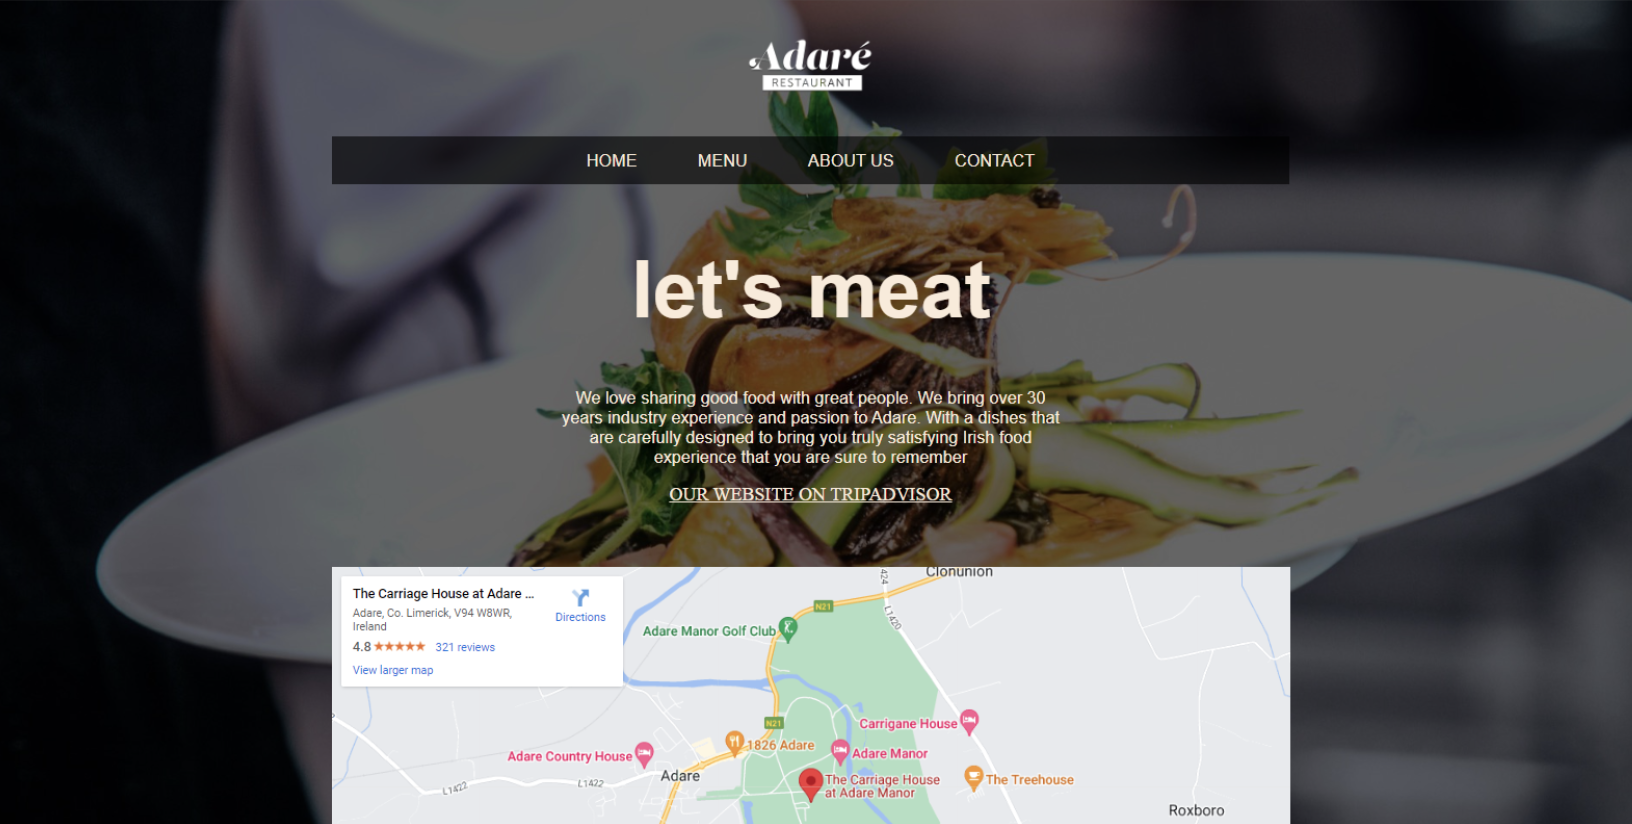 Adaré
RESTAURANT
HOME MENU ABOUT US CONTACT
let's meat
We love sharing good food with great people. We bring over 30
years industry experience and passion to Adare. With a dishes that
are carefully designed to bring you truly satisfying Irish food
experience that you are sure to remember
OUR WEBSITE ON TRIPADVISOR
The Carriage House at Adare ...
Adare, Co. Limerick, V94 W8WR,
Ireland
4.8 321 reviews
View larger map
Directions
Clonunion
424
L1420
N21
Adare Manor Golf Club
N21
Carrigane House
1826 Adare
Adare Manor
Adare Country House
Adare
The Carriage House
at Adare Manor
The Treehouse
L1422
L1422
Roxboro